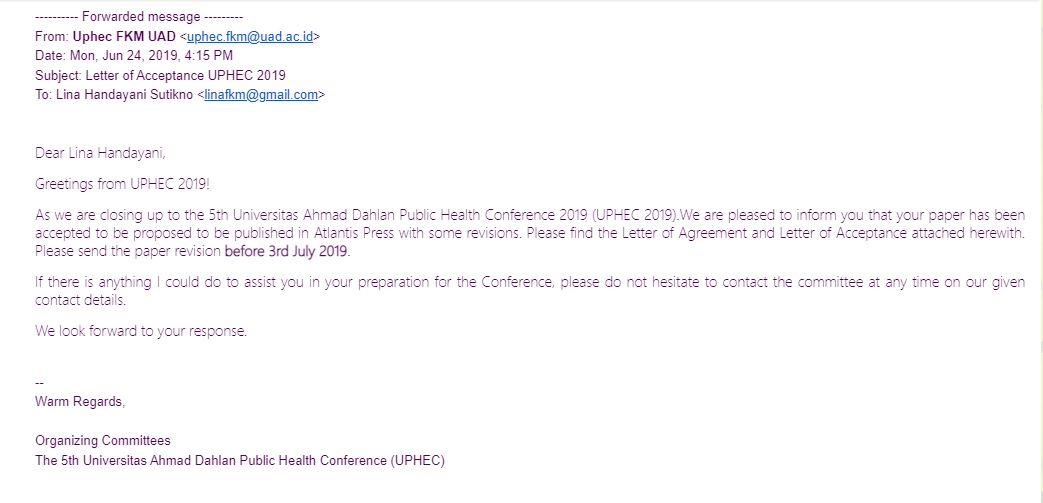 ---------- Forwarded message ---------
From: Uphec FKM UAD <uphec.fkm@uad.ac.id>
Date: Mon, Jun 24, 2019, 4:15 PM
Subject: Letter of Acceptance UPHEC 2019
To: Lina Handayani Sutikno <linafkm@gmail.com>
Dear Lina Handayani,
Greetings from UPHEC 2019!
As we are closing up to the 5th Universitas Ahmad Dahlan Public Health Conference 2019 (UPHEC 2019).We are pleased to inform you that your paper has been
accepted to be proposed to be published in Atlantis Press with some revisions. Please find the Letter of Agreement and Letter of Acceptance attached herewith.
Please send the paper revision before 3rd July 2019.
If there is anything I could do to assist you in your preparation for the Conference, please do not hesitate to contact the committee at any time on our given
contact details.
We look forward to your response.
--
Warm Regards,
Organizing Committees
The 5th Universitas Ahmad Dahlan Public Health Conference (UPHEC)